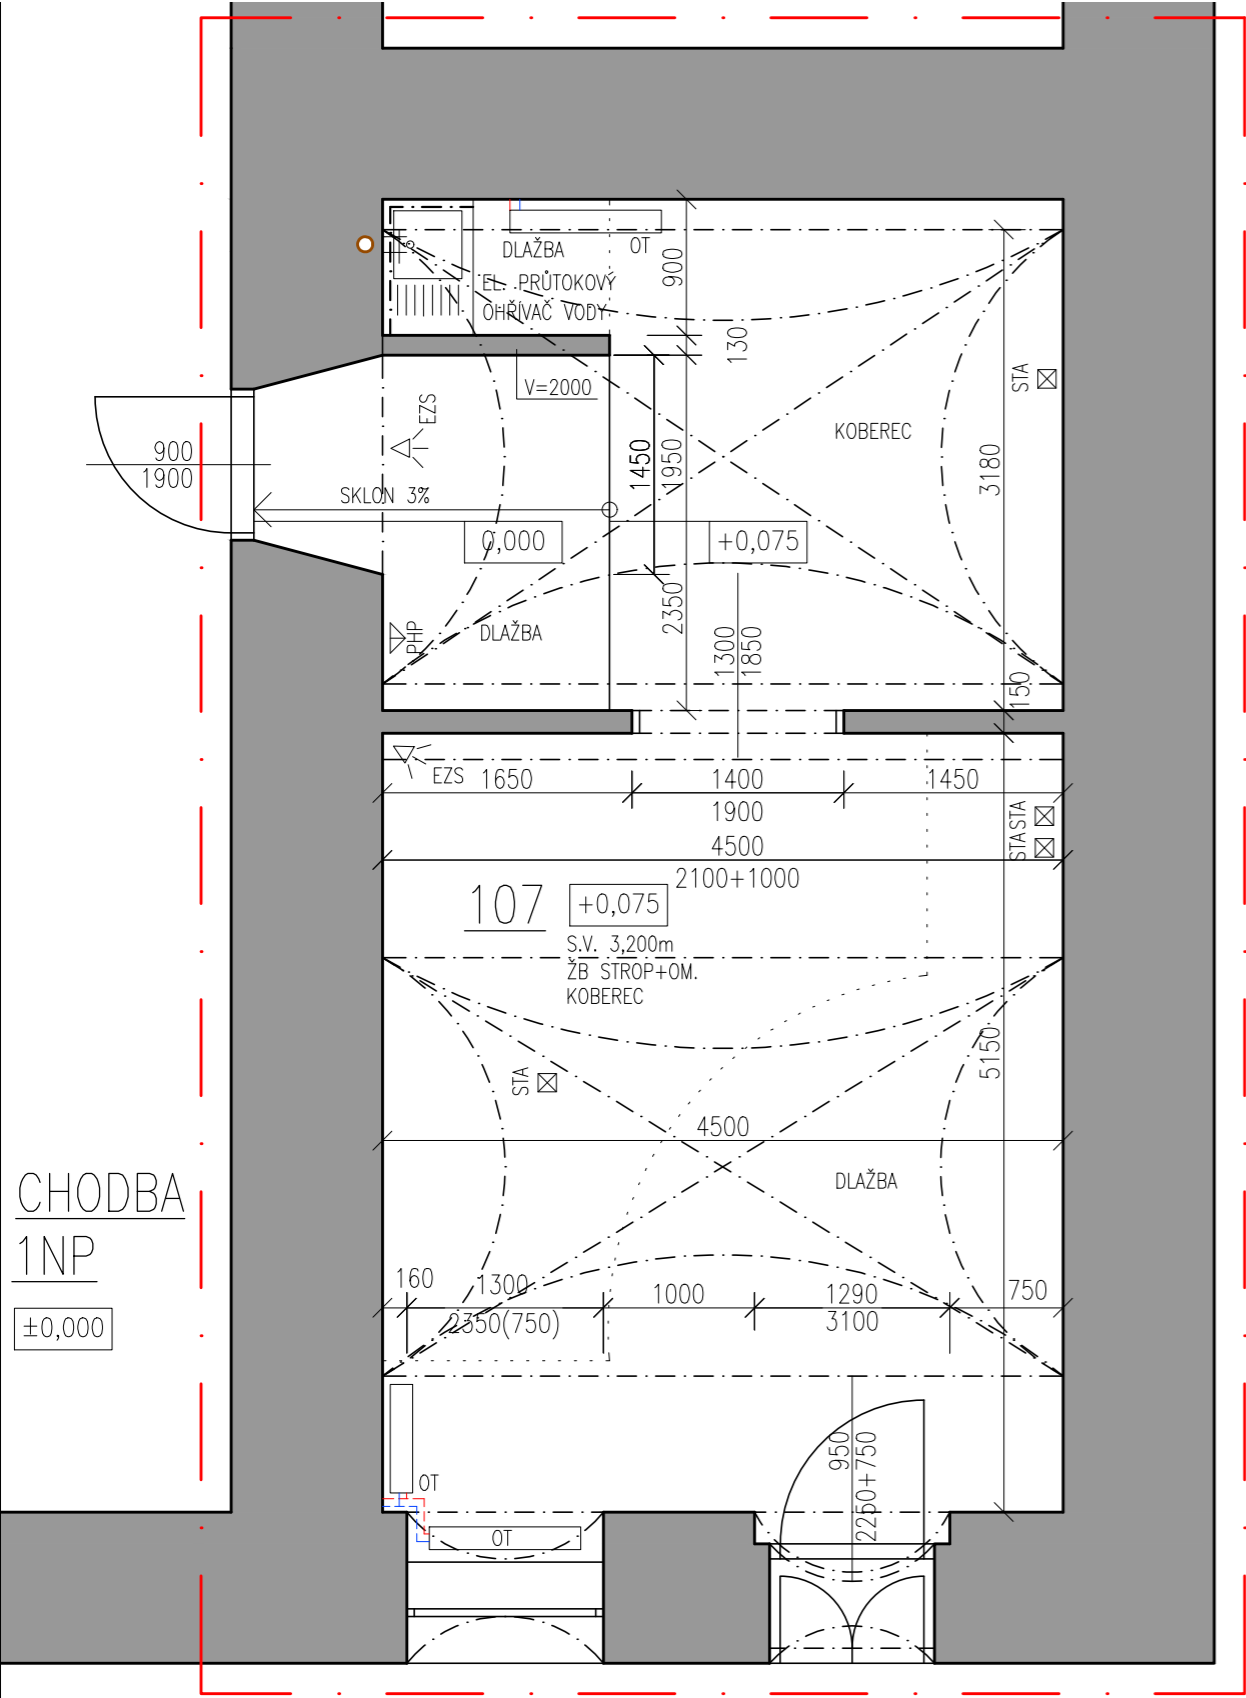 DLAŽBA
OT
EL. PRŮTOKOVÝ
OHŘÍVAČ VODY
900
130
V=2000
EZS
STA
KOBEREC
900
1900
1450
1950
3180
SKLON 3%
0,000
+0,075
2350
PHP
DLAŽBA
1300
1850
150
EZS
1650
1400
1450
1900
STA
STA
4500
2100+1000
107
+0,075
S.V. 3,200m
ŽB STROP+OM.
KOBEREC
5150
STA
4500
DLAŽBA
CHODBA
1NP
±0,000
160
1300
1000
1290
750
2350(750)
3100
950
2250+750
OT
OT